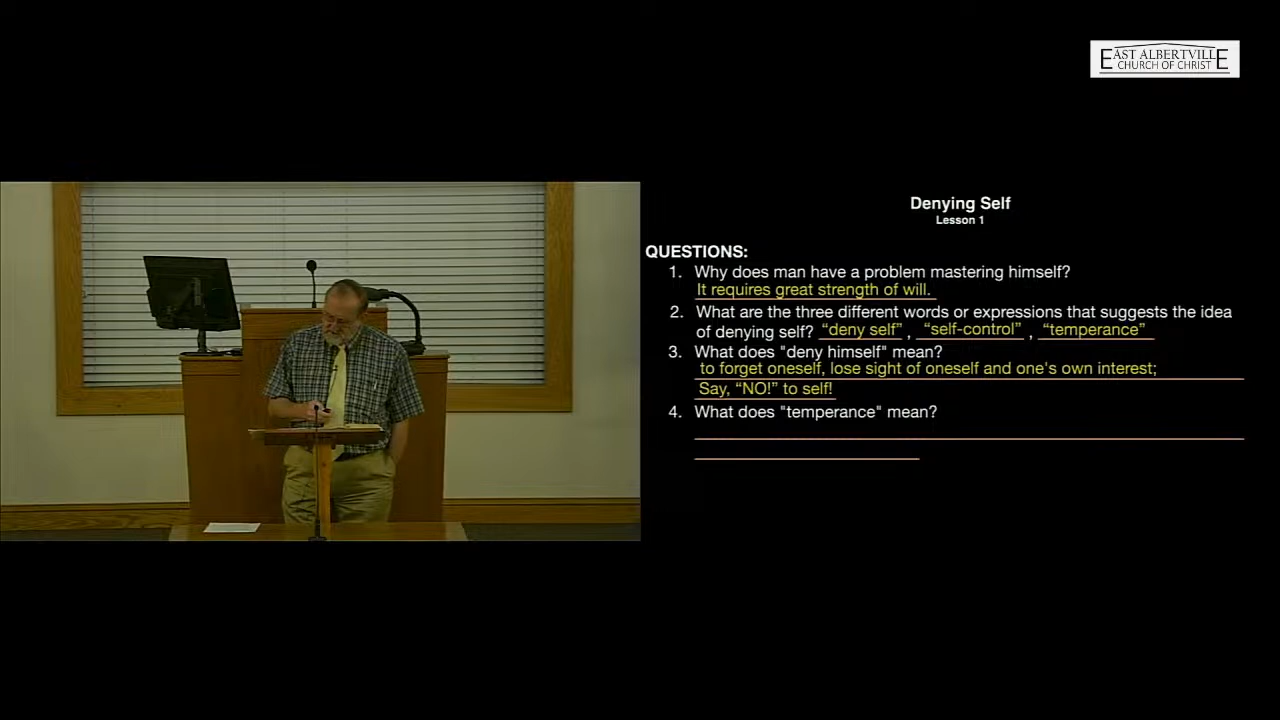 EAST ALBERTVILLE
CHURCH OF CHRIST
Denying Self
Lesson 1
QUESTIONS:
1. Why does man have a problem mastering himself?
It requires great strength of will.
2. What are the three different words or expressions that suggests the idea
of denying self? “deny self” , “self-control” , “temperance”
3. What does "deny himself" mean?
to forget oneself, lose sight of oneself and one's own interest;
Say, “NO!” to self!
4. What does "temperance" mean?